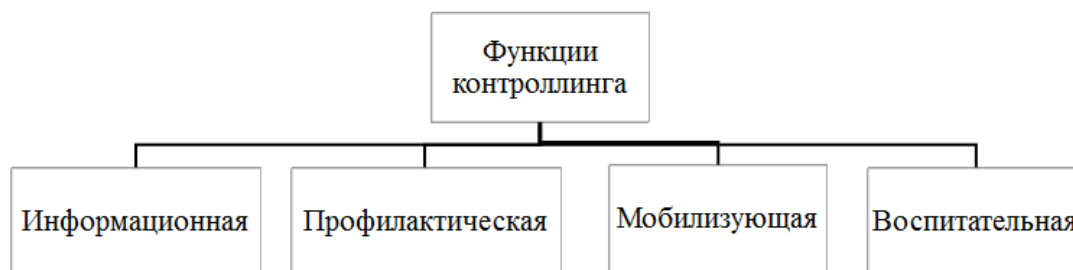 Функции
контроллинга
Информационная
Профилактическая
Мобилизующая
Воспитательная